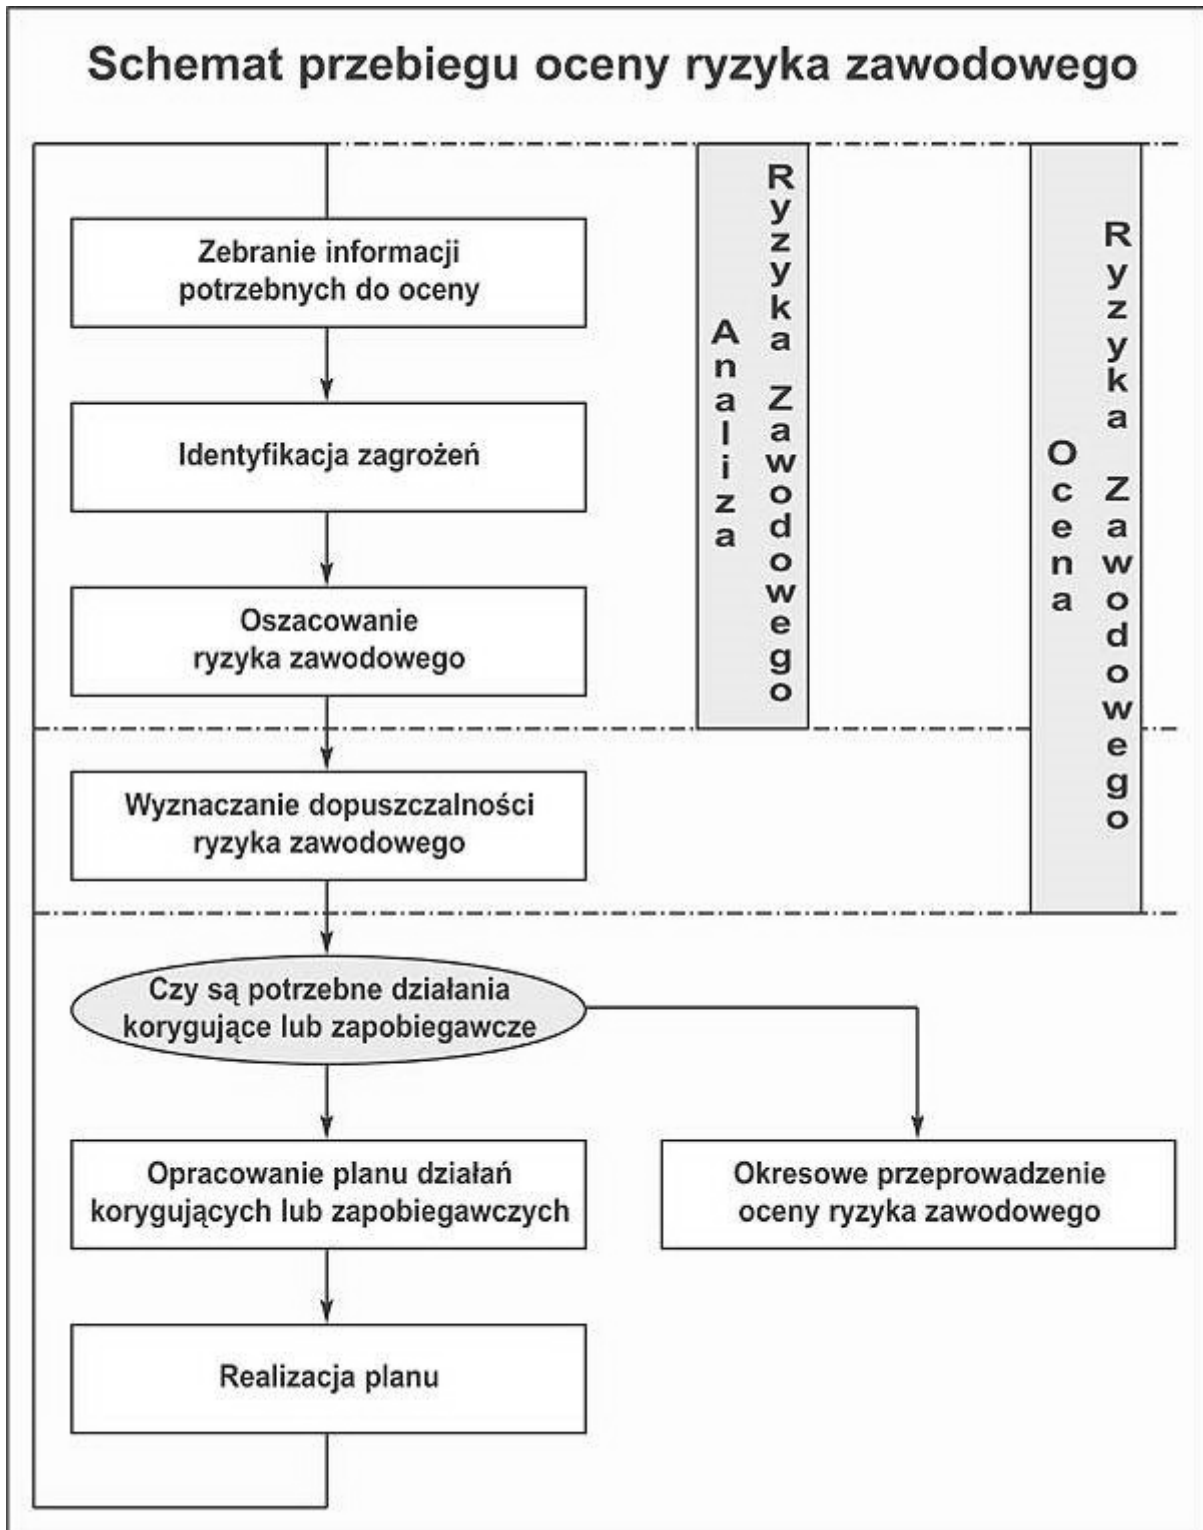 Schemat przebiegu oceny ryzyka zawodowego
Zebranie informacji
potrzebnych do oceny
Identyfikacja zagrożeń
Oszacowanie
ryzyka zawodowego
Analiza
Ryzyka Zawodowego
Ocena
Ryzyka Zawodowego
Wyznaczanie dopuszczalności
ryzyka zawodowego
Czy są potrzebne działania
korygujące lub zapobiegawcze
Opracowanie planu działań
korygujących lub zapobiegawczych
Okresowe przeprowadzenie
oceny ryzyka zawodowego
Realizacja planu